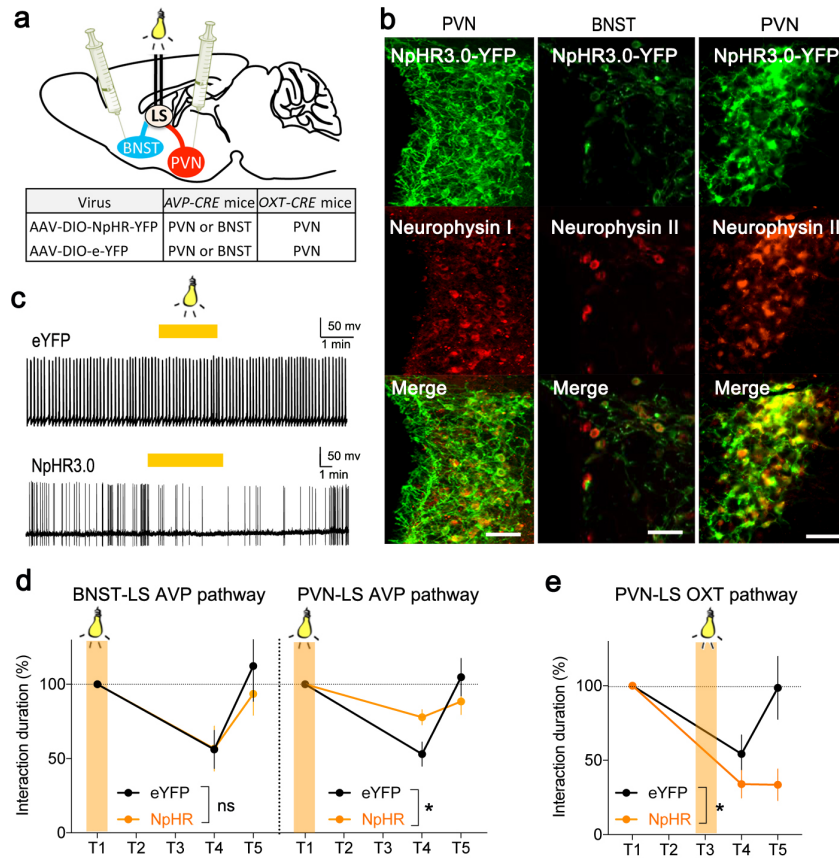 a
LS
BNST
PVN
Virus AVP-CRE mice OXT-CRE mice
AAV-DIO-NpHR-YFP PVN or BNST PVN
AAV-DIO-e-YFP PVN or BNST PVN
b
PVN BNST PVN
NpHR3.0-YFP NpHR3.0-YFP NpHR3.0-YFP
Neurophysin I Neurophysin II Neurophysin II
Merge Merge Merge
c
eYFP
50 mv
1 min
NpHR3.0
50 mv
1 min
d
BNST-LS AVP pathway PVN-LS AVP pathway
Interaction duration (%)
100
50
0
eYFP
NpHR
ns
eYFP
NpHR
*
T1 T2 T3 T4 T5 T1 T2 T3 T4 T5
e
PVN-LS OXT pathway
Interaction duration (%)
100
50
0
eYFP
NpHR
*
T1 T2 T3 T4 T5